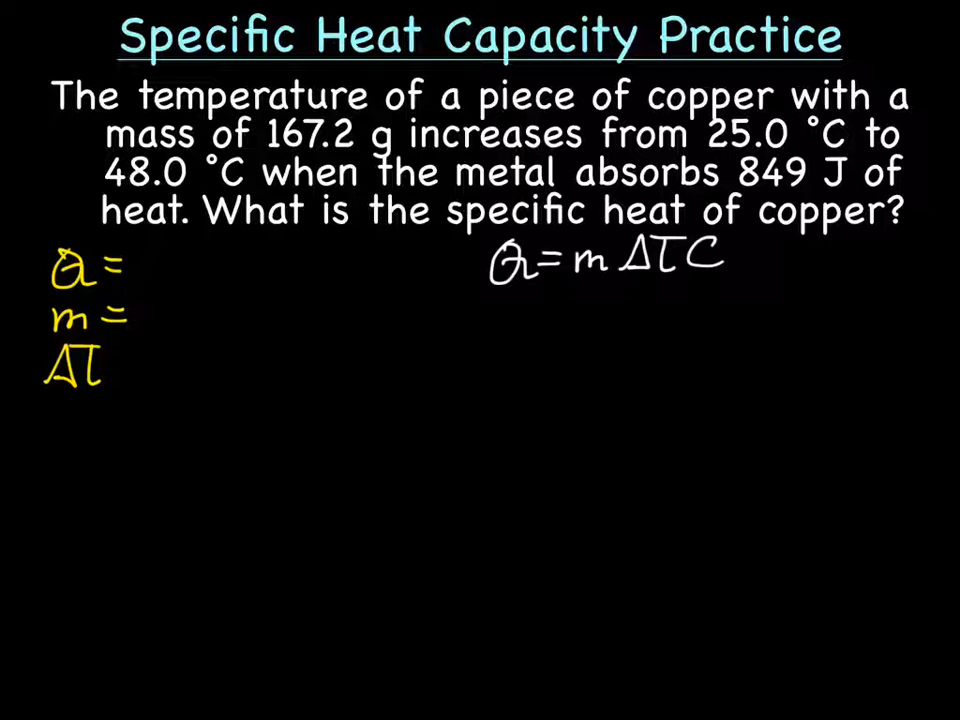 Specific Heat Capacity Practice
The temperature of a piece of copper with a
mass of 167.2 g increases from 25.0 °C to
48.0 °C when the metal absorbs 849 J of
heat. What is the specific heat of copper?
Q = m ΔT C
Q =
m =
ΔT